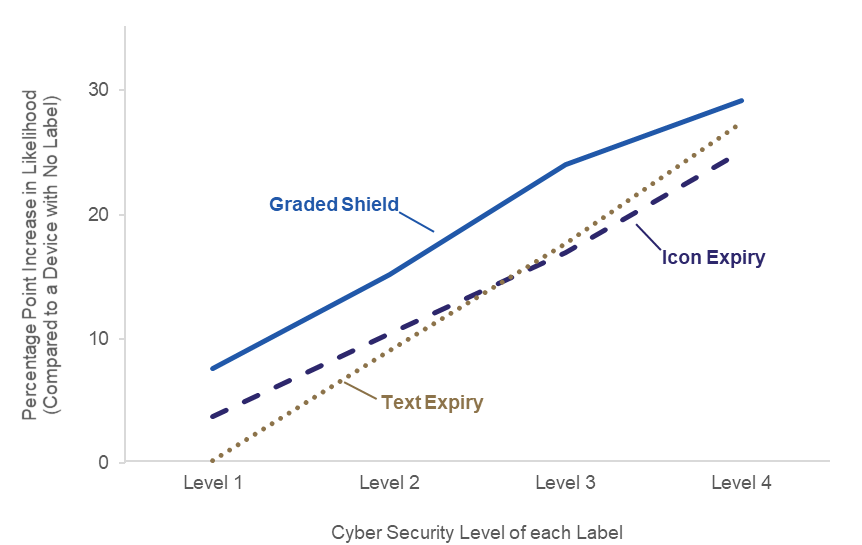 Percentage Point Increase in Likelihood
(Compared to a Device with No Label)
30
20
10
0
Graded Shield
Icon Expiry
Text Expiry
Level 1
Level 2
Level 3
Level 4
Cyber Security Level of each Label